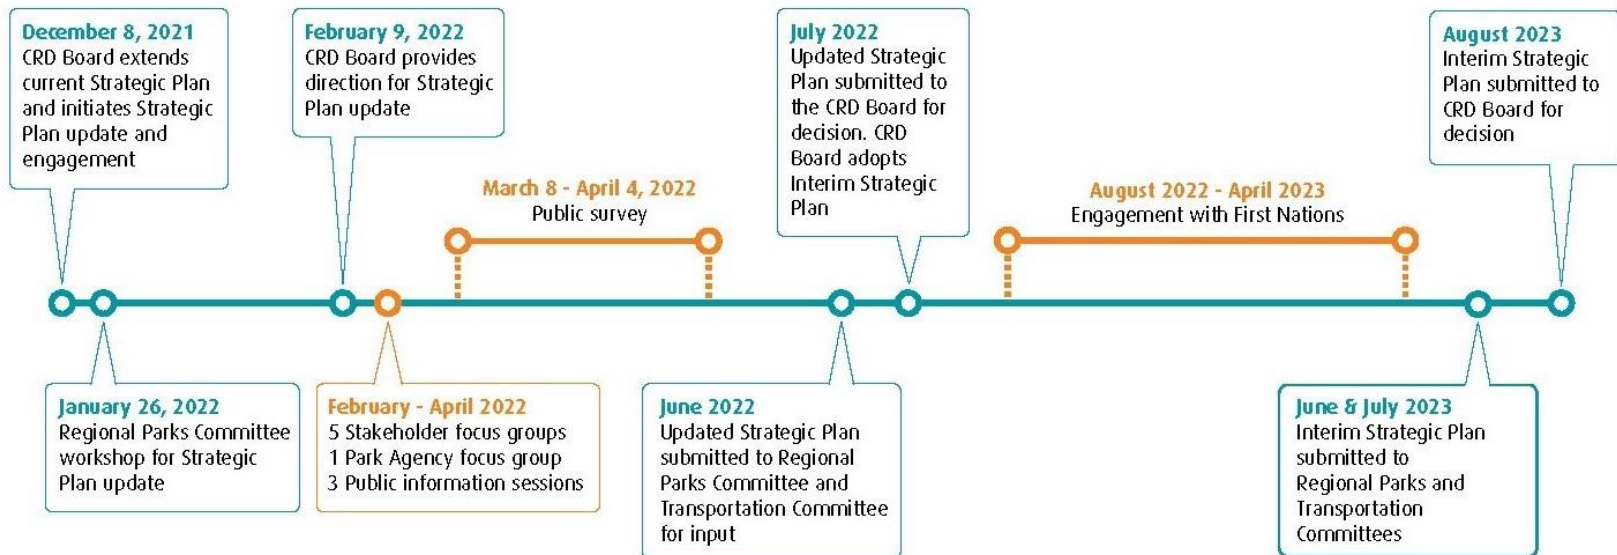 December 8, 2021
CRD Board extends
current Strategic Plan
and initiates Strategic
Plan update and
engagement
February 9, 2022
CRD Board provides
direction for Strategic
Plan update
March 8 - April 4, 2022
Public survey
July 2022
Updated Strategic
Plan submitted to
the CRD Board for
decision. CRD
Board adopts
Interim Strategic
Plan
August 2022 - April 2023
Engagement with First Nations
August 2023
Interim Strategic
Plan submitted to
CRD Board for
decision
January 26, 2022
Regional Parks Committee
workshop for Strategic
Plan update
February - April 2022
5 Stakeholder focus groups
1 Park Agency focus group
3 Public information sessions
June 2022
Updated Strategic Plan
submitted to Regional
Parks Committee and
Transportation Committee
for input
June & July 2023
Interim Strategic Plan
submitted to
Regional Parks and
Transportation
Committees